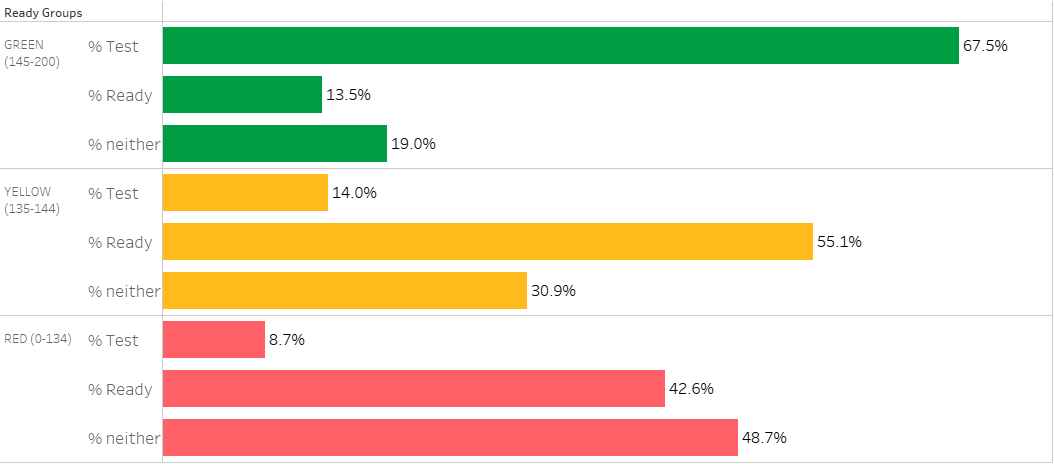 Ready Groups
GREEN
(145-200)
% Test
67.5%
% Ready
13.5%
% neither
19.0%
YELLOW
(135-144)
% Test
14.0%
% Ready
55.1%
% neither
30.9%
RED (0-134)
% Test
8.7%
% Ready
42.6%
% neither
48.7%